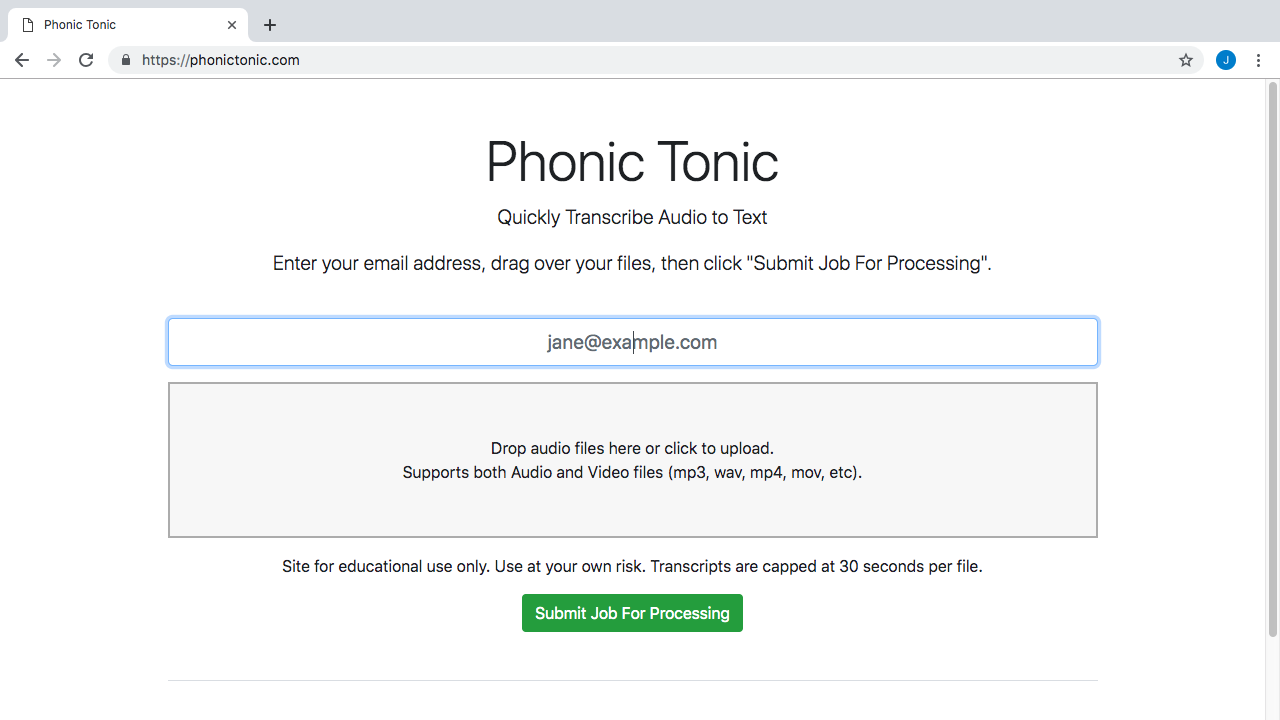 Phonic Tonic
https://phonictonic.com
J
Phonic Tonic
Quickly Transcribe Audio to Text
Enter your email address, drag over your files, then click "Submit Job For Processing".
jane@example.com
Drop audio files here or click to upload.
Supports both Audio and Video files (mp3, wav, mp4, mov, etc).
Site for educational use only. Use at your own risk. Transcripts are capped at 30 seconds per file.
Submit Job For Processing